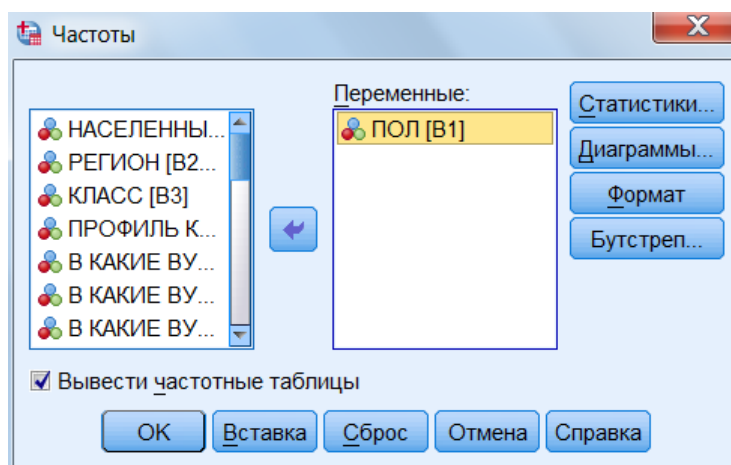 Частоты
Переменные:
НАСЕЛЕННЫ...
РЕГИОН [B2...
КЛАСС [B3]
ПРОФИЛЬ К...
В КАКИЕ ВУ...
В КАКИЕ ВУ...
В КАКИЕ ВУ...
ПОЛ [B1]
Статистики...
Диаграммы...
Формат
Бутстреп...
Вывести частотные таблицы
OK Вставка Сброс Отмена Справка